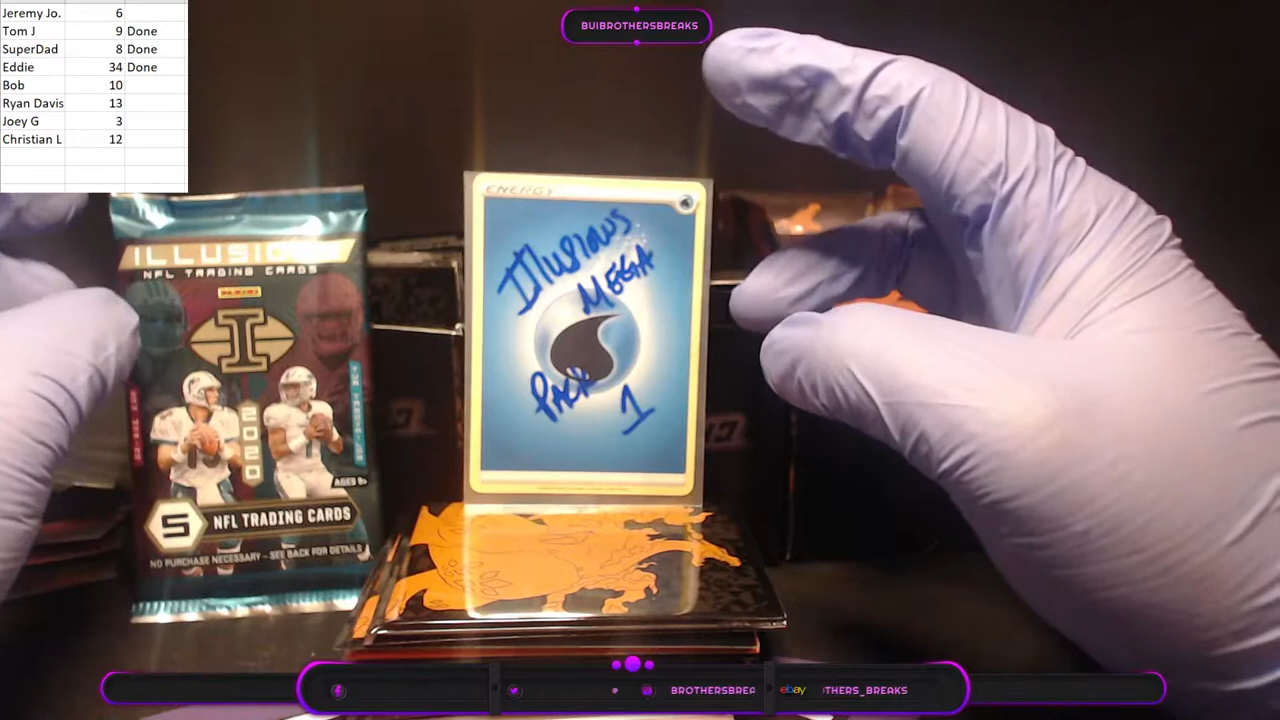 Jeremy Jo. 6
Tom J 9 Done
SuperDad 8 Done
Eddie 34 Done
Bob 10
Ryan Davis 13
Joey G 3
Christian L 12
BUIBROTHERSBREAKS
ILLUSIONS
NFL TRADING CARDS
PANINI
I
2020
AGES 9+
5 NFL TRADING CARDS
NO PURCHASE NECESSARY – SEE BACK FOR DETAILS
ENERGY
Illusions
MEGA
PACK 1
BROTHERSBREA
ebay
THERS_BREAKS